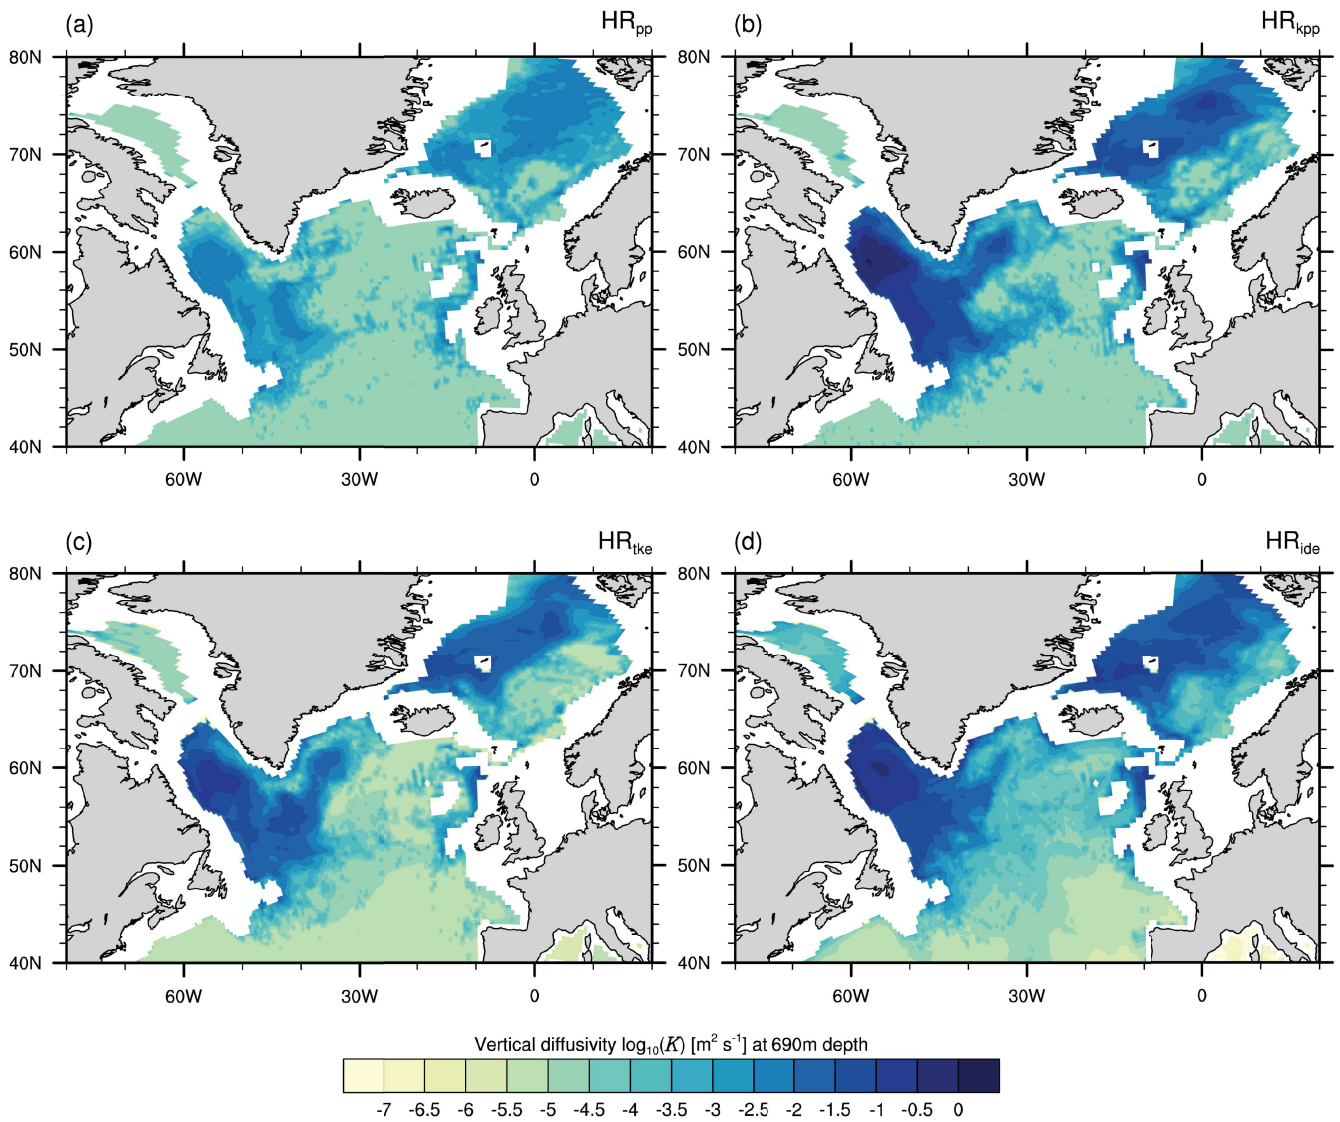 (a) HRpp
(b) HRkpp
80N
70N
60N
50N
40N
60W 30W 0
80N
70N
60N
50N
40N
60W 30W 0
(c) HRtke
(d) HRide
80N
70N
60N
50N
40N
60W 30W 0
80N
70N
60N
50N
40N
60W 30W 0
Vertical diffusivity log₁₀(K) [m² s⁻¹] at 690m depth
-7 -6.5 -6 -5.5 -5 -4.5 -4 -3.5 -3 -2.5 -2 -1.5 -1 -0.5 0